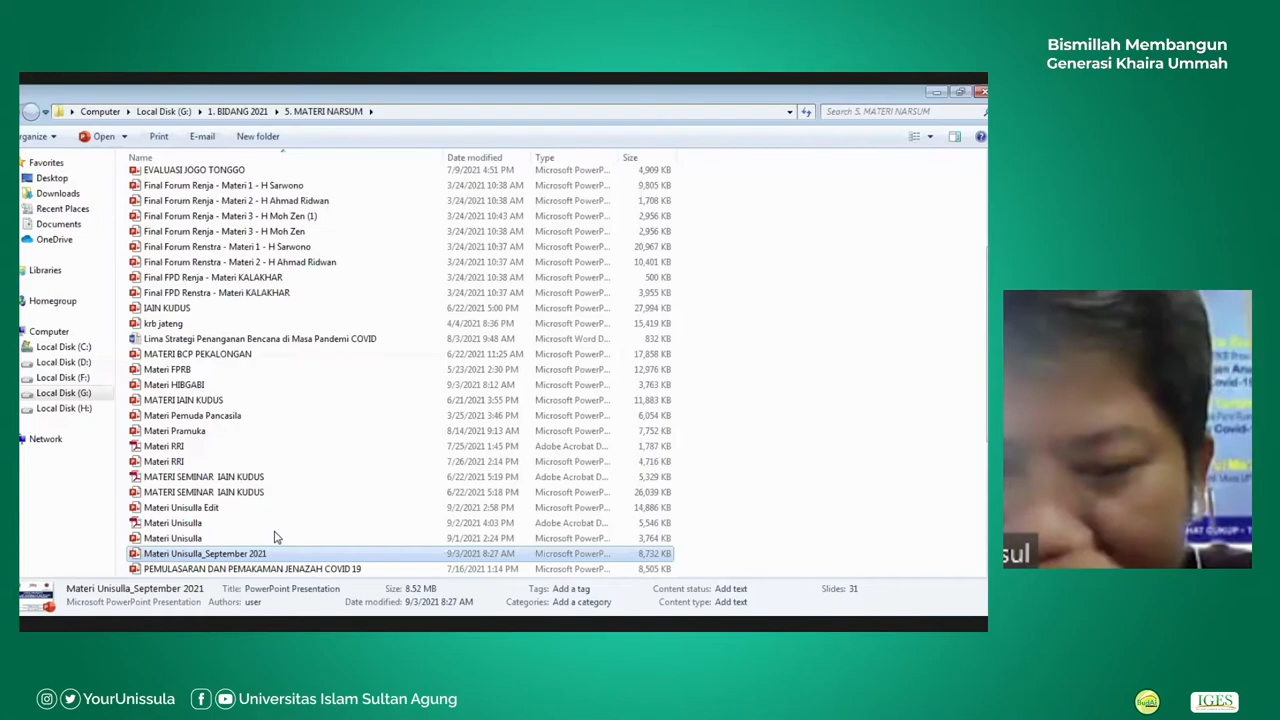 Bismillah Membangun
Generasi Khaira Ummah
Computer Local Disk (G:) 1. BIDANG 2021 5. MATERI NARSUM
Search 5. MATERI NARSUM
rganize Open Print E-mail New folder
Name Date modified Type Size
EVALUASI JOGO TONGGO 7/9/2021 4:51 PM Microsoft PowerP... 4,909 KB
Final Forum Renja - Materi 1 - H Sarwono 3/24/2021 10:38 AM Microsoft PowerP... 9,805 KB
Final Forum Renja - Materi 2 - H Ahmad Ridwan 3/24/2021 10:38 AM Microsoft PowerP... 1,708 KB
Final Forum Renja - Materi 3 - H Moh Zen (1) 3/24/2021 10:43 AM Microsoft PowerP... 2,956 KB
Final Forum Renja - Materi 3 - H Moh Zen 3/24/2021 10:38 AM Microsoft PowerP... 2,956 KB
Final Forum Renstra - Materi 1 - H Sarwono 3/24/2021 10:37 AM Microsoft PowerP... 20,967 KB
Final Forum Renstra - Materi 2 - H Ahmad Ridwan 3/24/2021 10:37 AM Microsoft PowerP... 10,401 KB
Final FPD Renja - Materi KALAKHAR 3/24/2021 10:38 AM Microsoft PowerP... 500 KB
Final FPD Renstra - Materi KALAKHAR 3/24/2021 10:37 AM Microsoft PowerP... 3,955 KB
IAIN KUDUS 6/22/2021 5:00 PM Microsoft PowerP... 27,994 KB
krb jateng 4/4/2021 8:36 PM Microsoft PowerP... 15,419 KB
Lima Strategi Penanganan Bencana di Masa Pandemi COVID 8/3/2021 9:48 AM Microsoft Word D... 832 KB
MATERI BCP PEKALONGAN 6/22/2021 11:25 AM Microsoft PowerP... 17,858 KB
Materi FPRB 5/23/2021 2:30 PM Microsoft PowerP... 12,976 KB
Materi HIBGABI 9/3/2021 8:12 AM Microsoft PowerP... 3,763 KB
MATERI IAIN KUDUS 6/21/2021 3:55 PM Microsoft PowerP... 11,883 KB
Materi Pemuda Pancasila 3/25/2021 3:46 PM Microsoft PowerP... 6,054 KB
Materi Pramuka 8/14/2021 9:13 AM Microsoft PowerP... 7,752 KB
Materi RRI 7/25/2021 1:45 PM Adobe Acrobat D... 1,787 KB
Materi RRI 7/26/2021 2:14 PM Microsoft PowerP... 4,716 KB
MATERI SEMINAR IAIN KUDUS 6/22/2021 5:19 PM Adobe Acrobat D... 5,329 KB
MATERI SEMINAR IAIN KUDUS 6/22/2021 5:18 PM Microsoft PowerP... 26,039 KB
Materi Unisulla Edit 9/2/2021 2:58 PM Microsoft PowerP... 14,886 KB
Materi Unisulla 9/2/2021 4:03 PM Adobe Acrobat D... 5,546 KB
Materi Unisulla 9/1/2021 2:24 PM Microsoft PowerP... 3,764 KB
Materi Unisulla_September 2021 9/3/2021 8:27 AM Microsoft PowerP... 8,732 KB
PEMULASARAN DAN PEMAKAMAN JENAZAH COVID 19 7/16/2021 1:14 PM Microsoft PowerP... 8,505 KB
Favorites
Desktop
Downloads
Recent Places
Documents
OneDrive
Libraries
Homegroup
Computer
Local Disk (C:)
Local Disk (D:)
Local Disk (F:)
Local Disk (G:)
Local Disk (H:)
Network
Materi Unisulla_September 2021 Title: PowerPoint Presentation Size: 8.52 MB Tags: Add a tag Content status: Add text Slides: 31
Microsoft PowerPoint Presentation Authors: user Date modified: 9/3/2021 8:27 AM Categories: Add a category Content type: Add text
sul
YourUnissula Universitas Islam Sultan Agung
BudAI
IGES